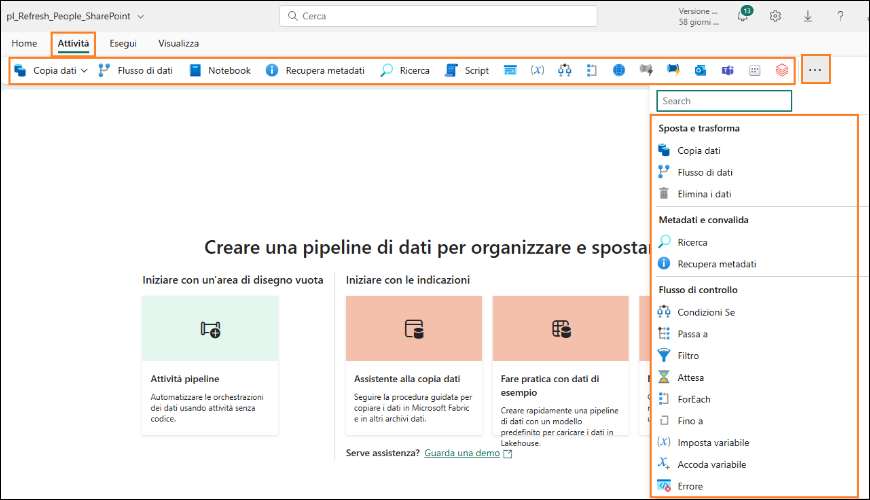 pl_Refresh_People_SharePoint
Cerca
Versione ...
58 giorni ...
13
?
Home
Attività
Esegui
Visualizza
Copia dati
Flusso di dati
Notebook
Recupera metadati
Ricerca
Script
(x)
...
Search
Sposta e trasforma
Copia dati
Flusso di dati
Elimina i dati
Metadati e convalida
Ricerca
Recupera metadati
Flusso di controllo
Condizioni Se
Passa a
Filtro
Attesa
ForEach
Fino a
(x) Imposta variabile
Accoda variabile
Errore
Creare una pipeline di dati per organizzare e
Iniziare con un'area di disegno vuota
Iniziare con le indicazioni
Attività pipeline
Automatizzare le orchestrazioni
dei dati usando attività senza
codice.
Assistente alla copia dati
Seguire la procedura guidata per
copiare i dati in Microsoft Fabric
e in altri archivi dati.
Fare pratica con dati di
esempio
Creare rapidamente una pipeline
di dati con un modello
predefinito per caricare i dati in
Lakehouse.
Serve assistenza? Guarda una demo